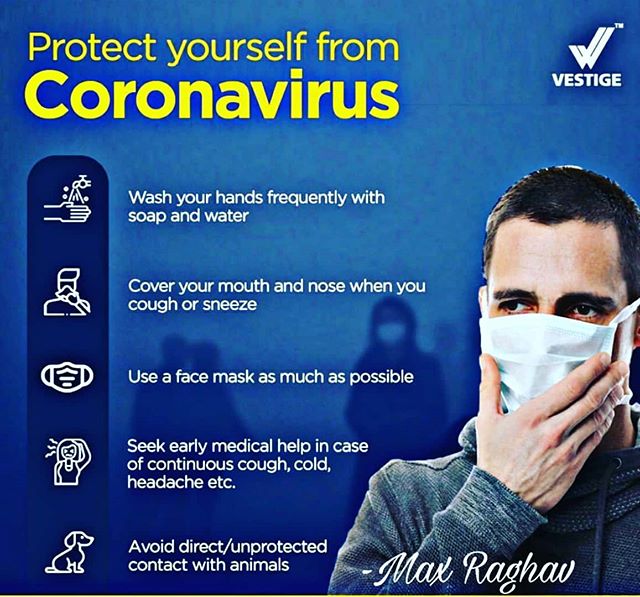 Protect yourself from
Coronavirus
TM
VESTIGE
Wash your hands frequently with
soap and water
Cover your mouth and nose when you
cough or sneeze
Use a face mask as much as possible
Seek early medical help in case
of continuous cough, cold,
headache etc.
Avoid direct/unprotected
contact with animals
-Max Raghav